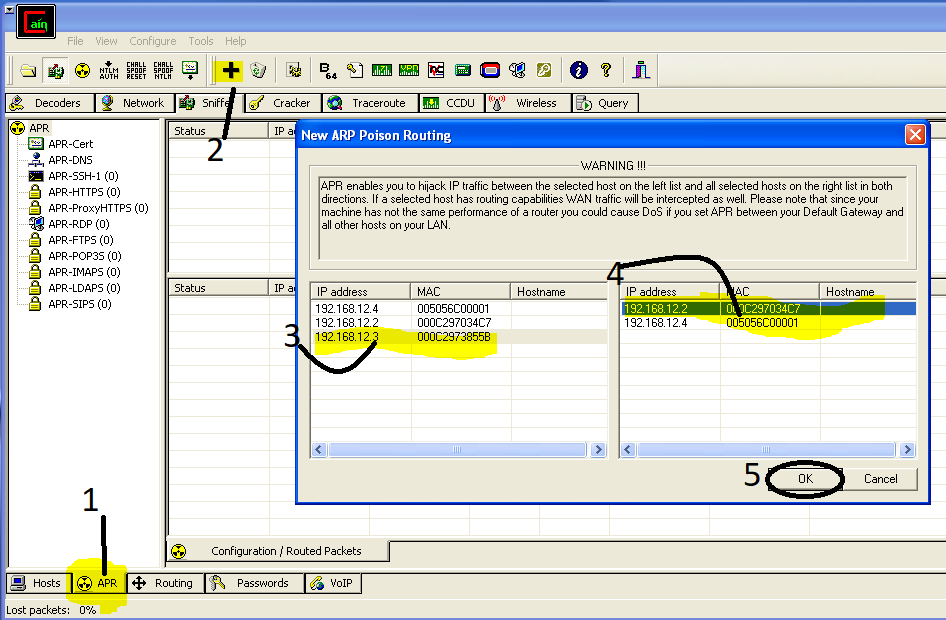 Cain
File View Configure Tools Help
NTLM AUTH CHALL SPOOF RESET CHALL SPOOF NTLM B64
Decoders Network Sniffer Cracker Traceroute CCDU Wireless Query
2
APR
APR-Cert
APR-DNS
APR-SSH-1 (0)
APR-HTTPS (0)
APR-ProxyHTTPS (0)
APR-RDP (0)
APR-FTPS (0)
APR-POP3S (0)
APR-IMAPS (0)
APR-LDAPS (0)
APR-SIPS (0)
Status IP a
Status IP a
New ARP Poison Routing
WARNING !!!
APR enables you to hijack IP traffic between the selected host on the left list and all selected hosts on the right list in both
directions. If a selected host has routing capabilities WAN traffic will be intercepted as well. Please note that since your
machine has not the same performance of a router you could cause DoS if you set APR between your Default Gateway and
all other hosts on your LAN.
IP address MAC Hostname
192.168.12.4 005056C00001
192.168.12.2 000C297034C7
192.168.12.3 000C2973855B
3
4
IP address MAC Hostname
192.168.12.2 000C297034C7
192.168.12.4 005056C00001
5
OK Cancel
1
Configuration / Routed Packets
Hosts APR Routing Passwords VoIP
Lost packets: 0%